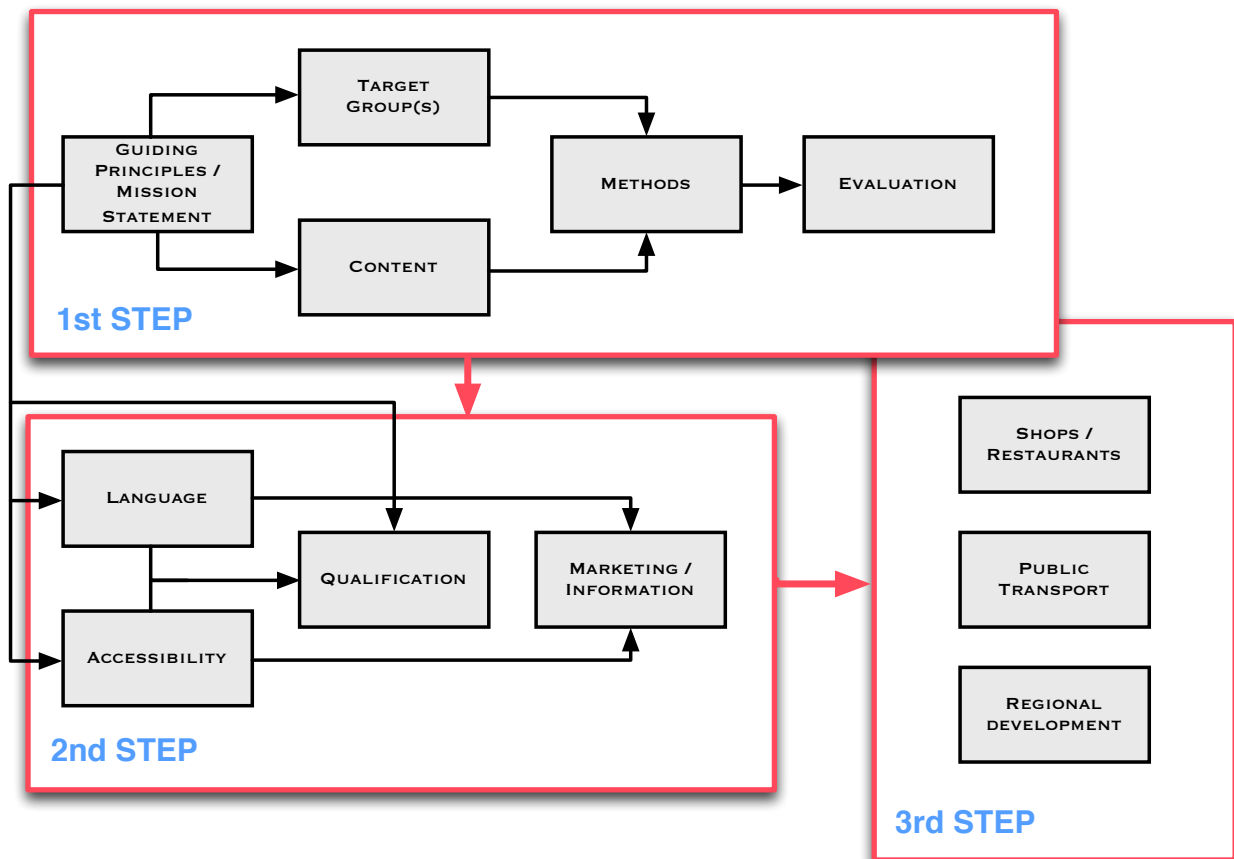 TARGET
GROUP(S)
GUIDING
PRINCIPLES /
MISSION
STATEMENT
METHODS
EVALUATION
CONTENT
1st STEP
SHOPS /
RESTAURANTS
LANGUAGE
QUALIFICATION
MARKETING /
INFORMATION
PUBLIC
TRANSPORT
ACCESSIBILITY
REGIONAL
DEVELOPMENT
2nd STEP
3rd STEP